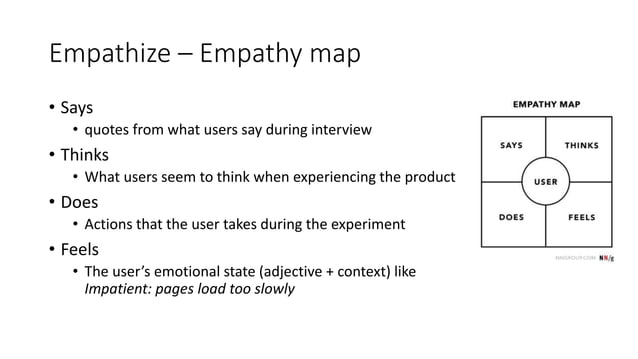 Empathize – Empathy map
• Says
• quotes from what users say during interview
• Thinks
• What users seem to think when experiencing the product
• Does
• Actions that the user takes during the experiment
• Feels
• The user’s emotional state (adjective + context) like
Impatient: pages load too slowly
EMPATHY MAP
SAYS THINKS
USER
DOES FEELS
NNGROUP.COM NN/g